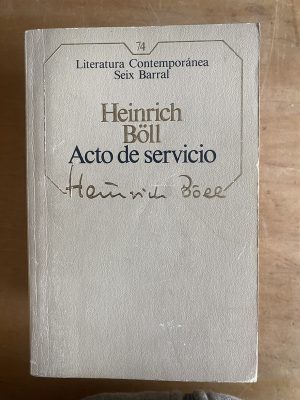 74
Literatura Contemporánea
Seix Barral
Heinrich
Böll
Acto de servicio
Heinrich Böll